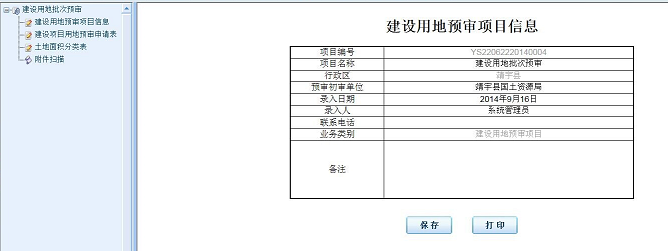 建设用地批次预审
建设用地预审项目信息
建设项目用地预审申请表
土地面积分类表
附件扫描
建设用地预审项目信息
项目编号 YS22062220140004
项目名称 建设用地批次预审
行政区 靖宇县
预审初审单位 靖宇县国土资源局
录入日期 2014年9月16日
录入人 系统管理员
联系电话
业务类别 建设用地预审项目
备注
保存 打印